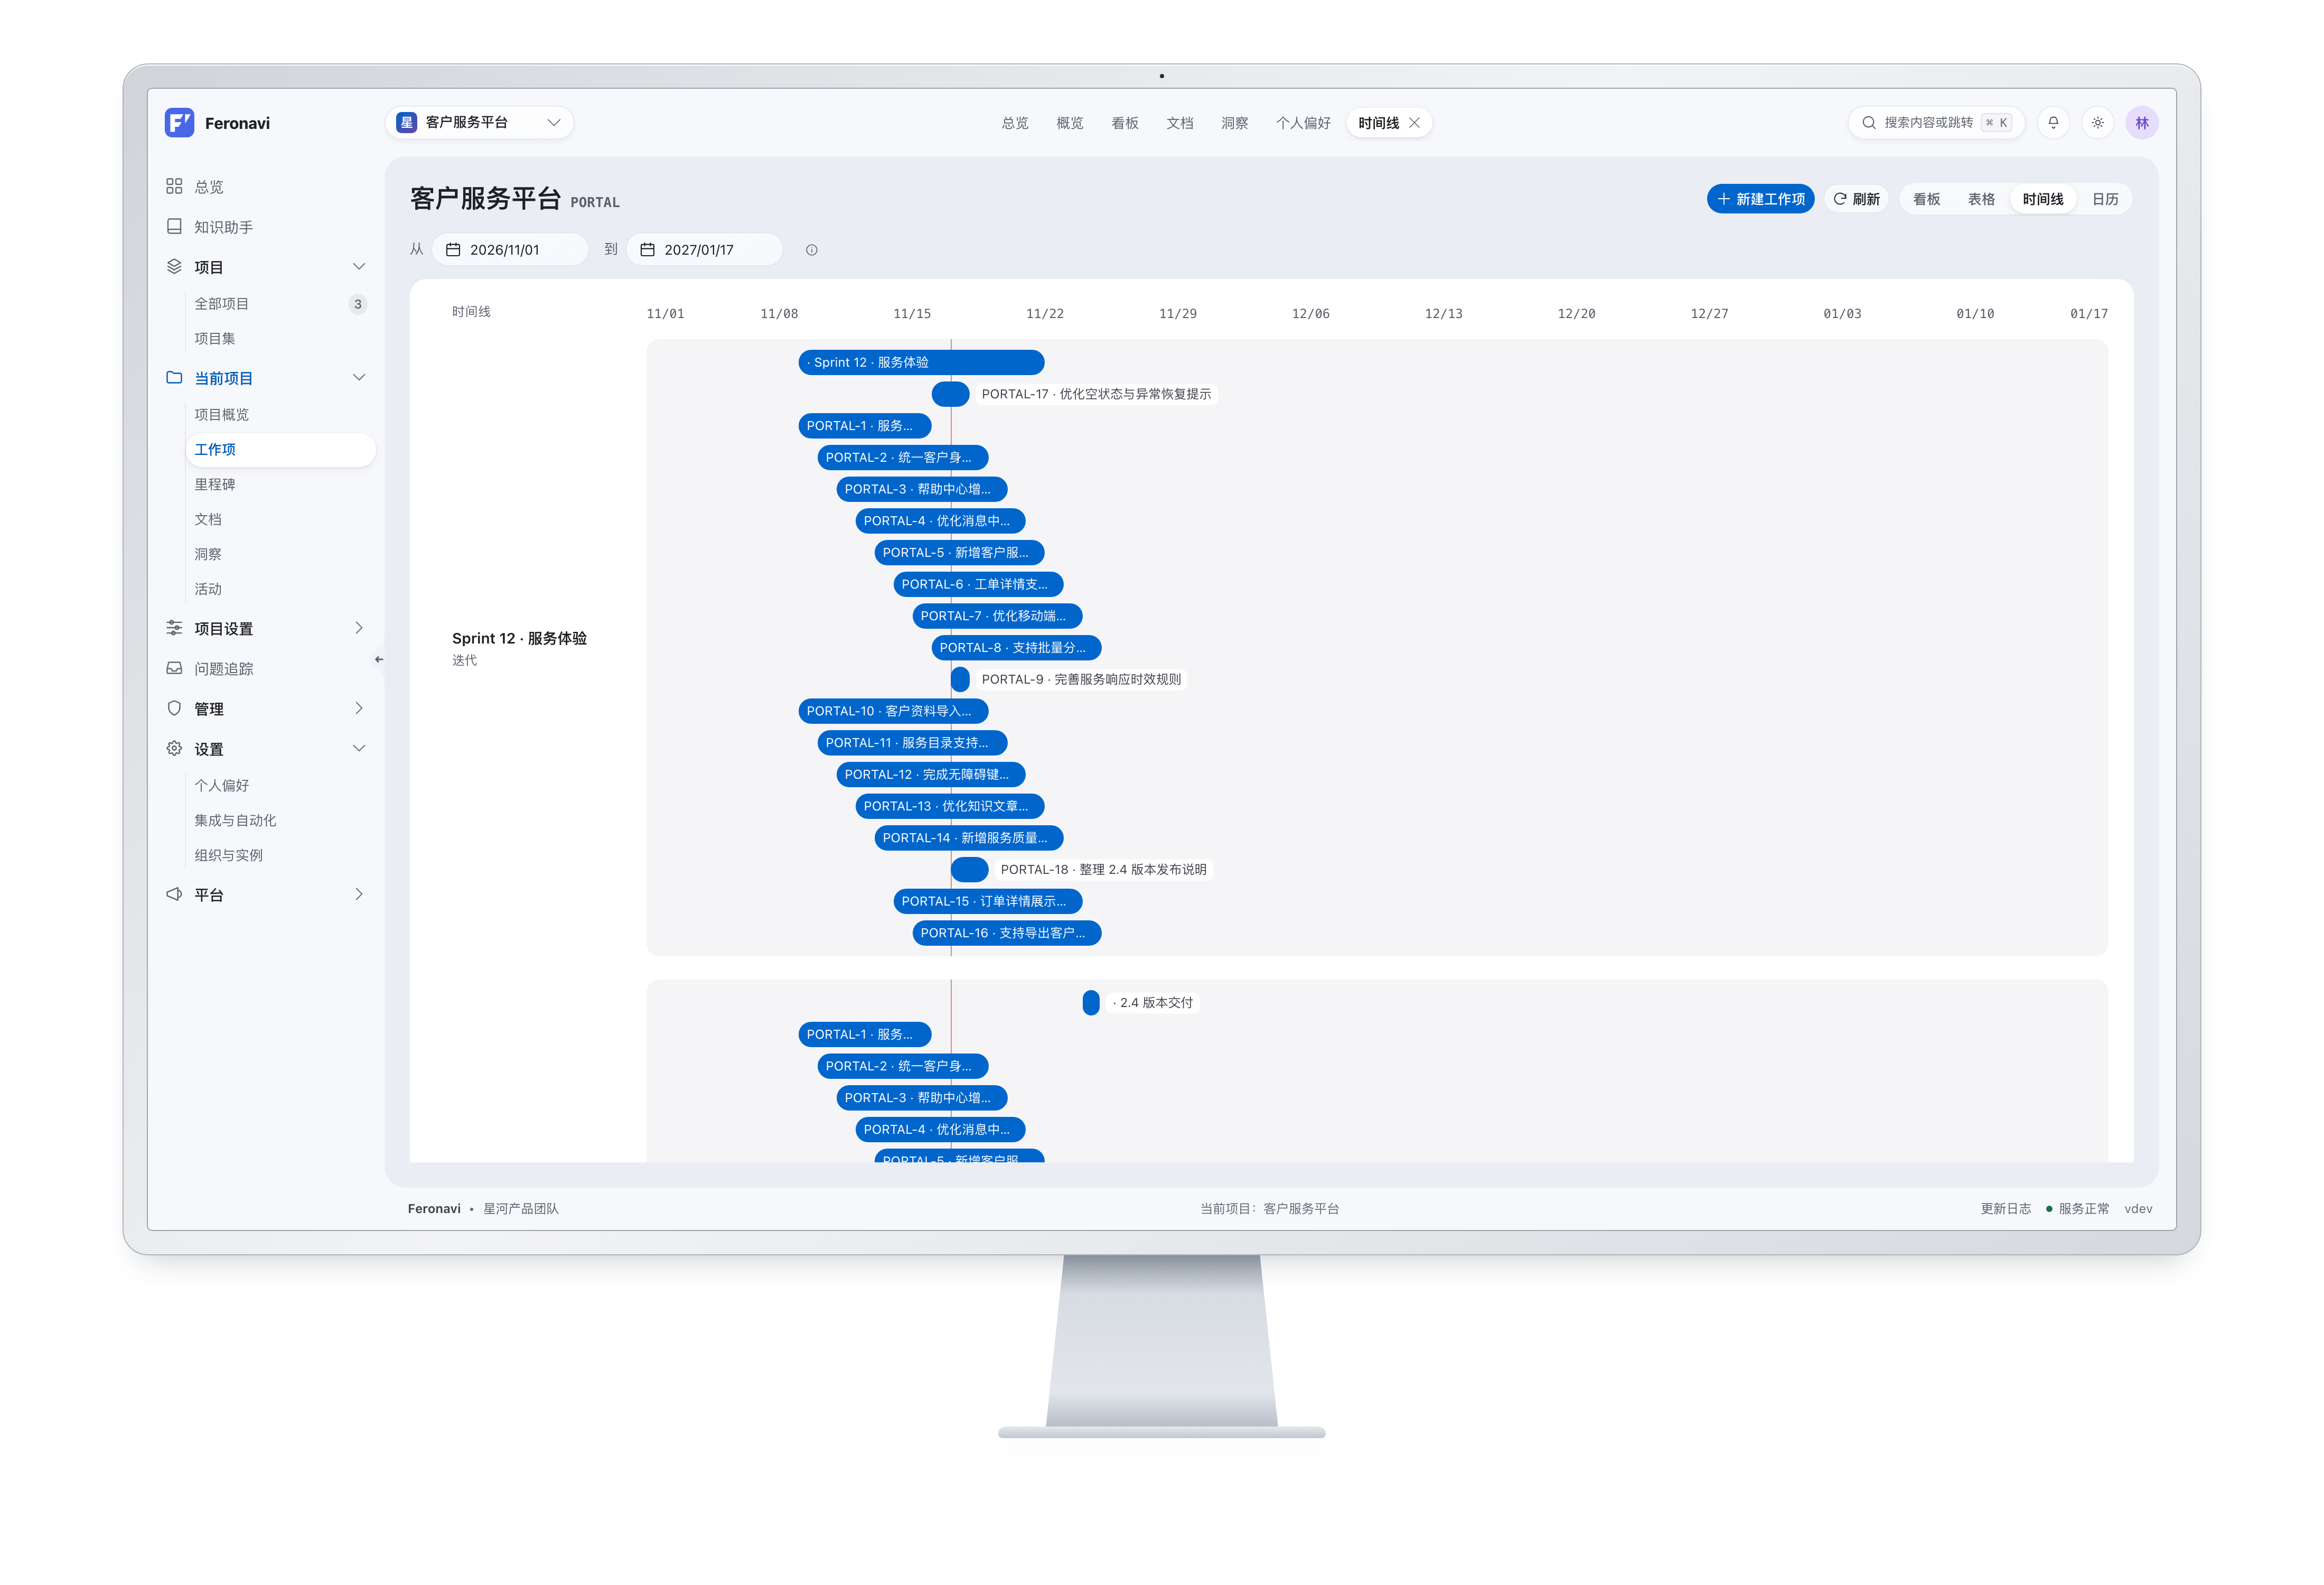 Feronavi
星 客户服务平台
总览 概览 看板 文档 洞察 个人偏好 时间线
搜索内容或跳转 ⌘ K
林
总览
知识助手
项目
全部项目 3
项目集
当前项目
项目概览
工作项
里程碑
文档
洞察
活动
项目设置
问题追踪
管理
设置
个人偏好
集成与自动化
组织与实例
平台
客户服务平台 PORTAL
新建工作项 刷新 看板 表格 时间线 日历
从 2026/11/01 到 2027/01/17
时间线 11/01 11/08 11/15 11/22 11/29 12/06 12/13 12/20 12/27 01/03 01/10 01/17
Sprint 12 · 服务体验
迭代
· Sprint 12 · 服务体验
PORTAL-17 · 优化空状态与异常恢复提示
PORTAL-1 · 服务...
PORTAL-2 · 统一客户身...
PORTAL-3 · 帮助中心增...
PORTAL-4 · 优化消息中...
PORTAL-5 · 新增客户服...
PORTAL-6 · 工单详情支...
PORTAL-7 · 优化移动端...
PORTAL-8 · 支持批量分...
PORTAL-9 · 完善服务响应时效规则
PORTAL-10 · 客户资料导入...
PORTAL-11 · 服务目录支持...
PORTAL-12 · 完成无障碍键...
PORTAL-13 · 优化知识文章...
PORTAL-14 · 新增服务质量...
PORTAL-18 · 整理 2.4 版本发布说明
PORTAL-15 · 订单详情展示...
PORTAL-16 · 支持导出客户...
· 2.4 版本交付
PORTAL-1 · 服务...
PORTAL-2 · 统一客户身...
PORTAL-3 · 帮助中心增...
PORTAL-4 · 优化消息中...
PORTAL-5 · 新增客户服...
Feronavi • 星河产品团队
当前项目：客户服务平台
更新日志 服务正常 vdev